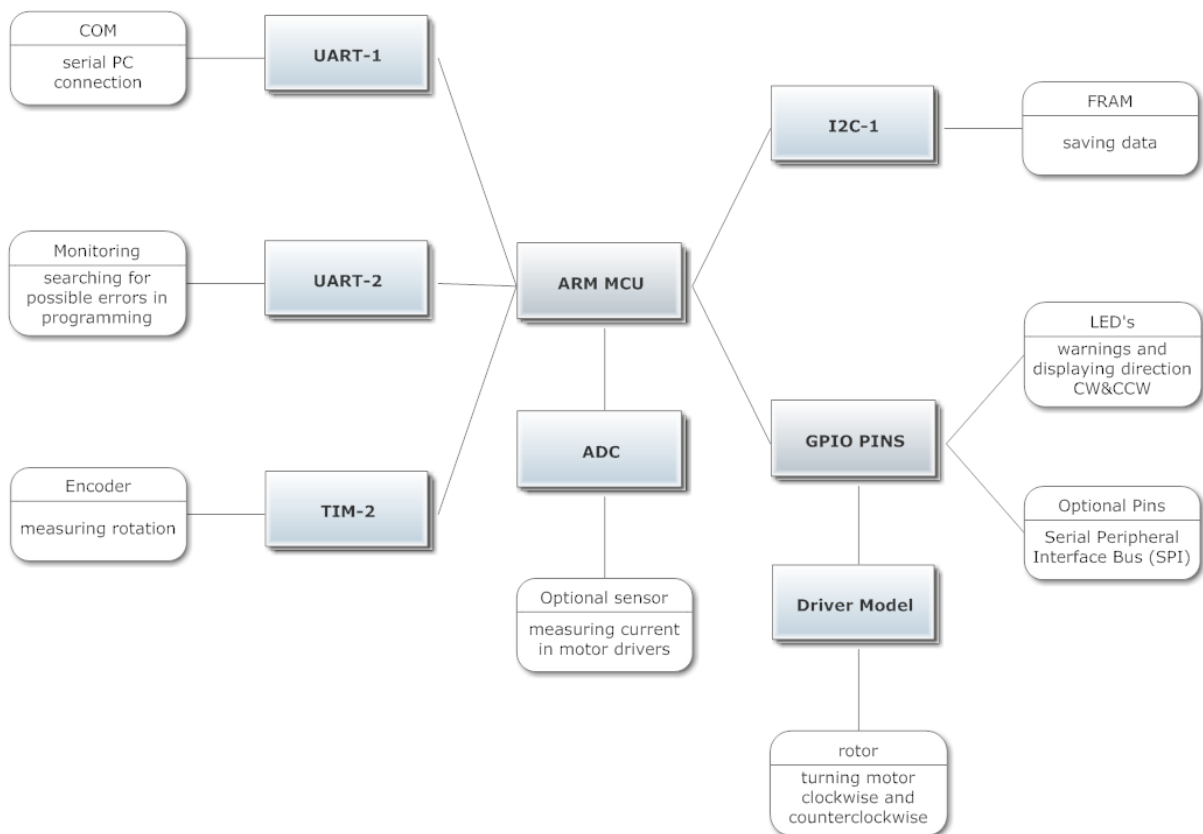 COM
serial PC
connection
UART-1
I2C-1
FRAM
saving data
Monitoring
searching for
possible errors in
programming
UART-2
ARM MCU
LED's
warnings and
displaying direction
CW&CCW
ADC
GPIO PINS
Encoder
measuring rotation
TIM-2
Optional Pins
Serial Peripheral
Interface Bus (SPI)
Optional sensor
measuring current
in motor drivers
Driver Model
rotor
turning motor
clockwise and
counterclockwise